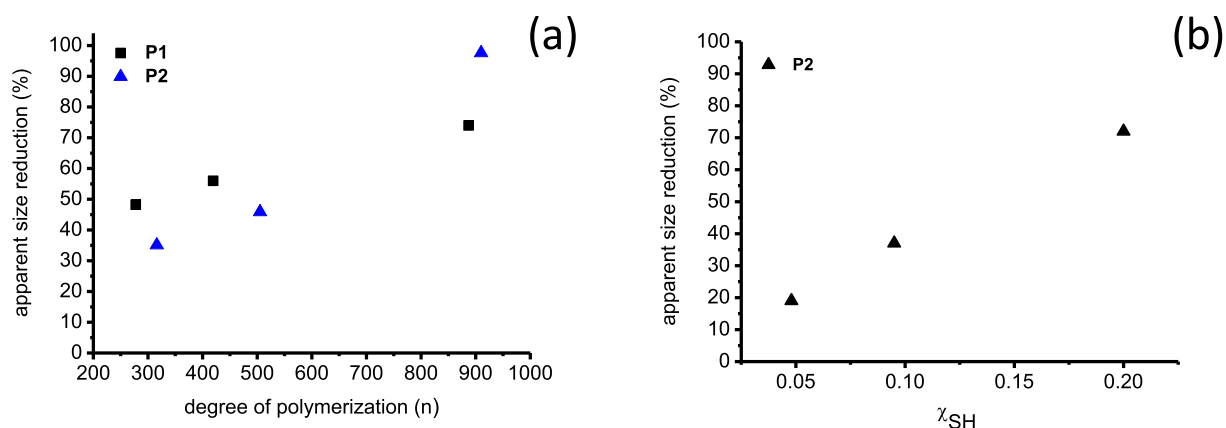 (a)
P1
P2
apparent size reduction (%)
100
90
80
70
60
50
40
30
20
10
0
200 300 400 500 600 700 800 900 1000
degree of polymerization (n)
(b)
P2
apparent size reduction (%)
100
90
80
70
60
50
40
30
20
10
0
0.05 0.10 0.15 0.20
χSH